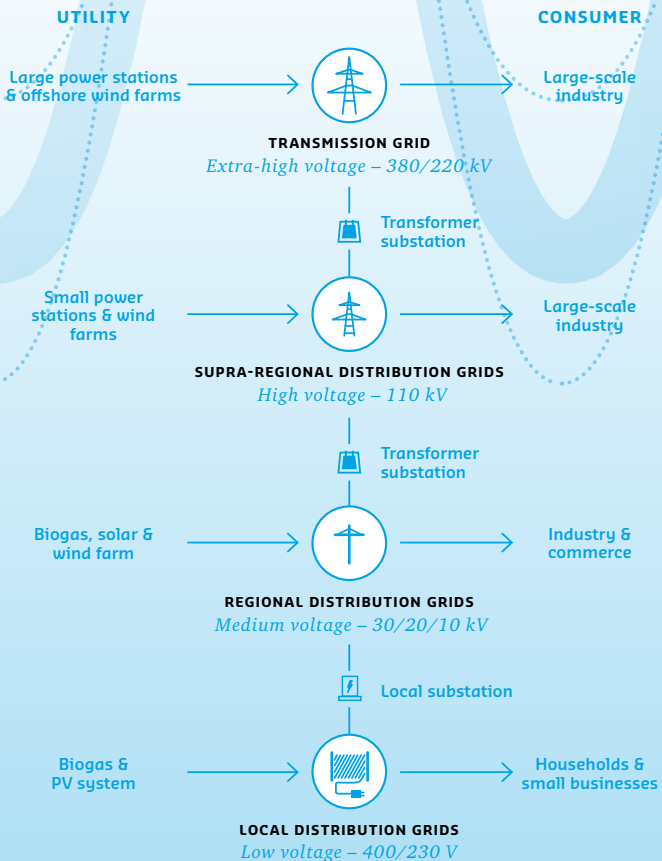 UTILITY
CONSUMER
Large power stations
& offshore wind farms
Large-scale
industry
TRANSMISSION GRID
Extra-high voltage – 380/220 kV
Transformer
substation
Small power
stations & wind
farms
Large-scale
industry
SUPRA-REGIONAL DISTRIBUTION GRIDS
High voltage – 110 kV
Transformer
substation
Biogas, solar &
wind farm
Industry &
commerce
REGIONAL DISTRIBUTION GRIDS
Medium voltage – 30/20/10 kV
Local substation
Biogas &
PV system
Households &
small businesses
LOCAL DISTRIBUTION GRIDS
Low voltage – 400/230 V